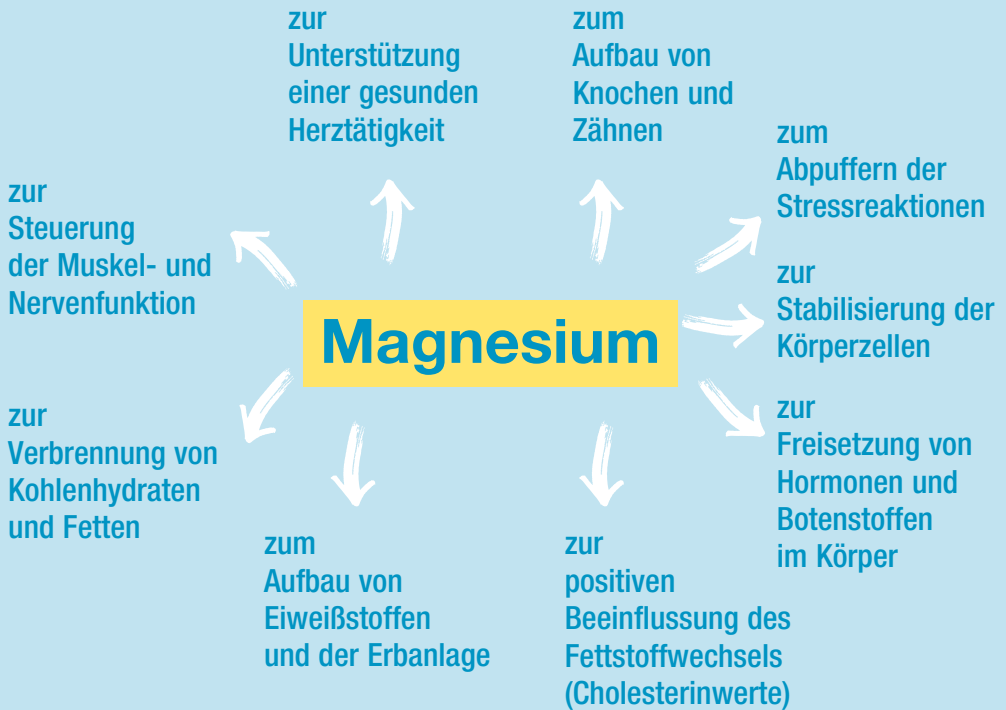 zur
Unterstützung
einer gesunden
Herztätigkeit
zum
Aufbau von
Knochen und
Zähnen
zum
Abpuffern der
Stressreaktionen
zur
Steuerung
der Muskel- und
Nervenfunktion
zur
Stabilisierung der
Körperzellen
Magnesium
zur
Verbrennung von
Kohlenhydraten
und Fetten
zur
Freisetzung von
Hormonen und
Botenstoffen
im Körper
zum
Aufbau von
Eiweißstoffen
und der Erbanlage
zur
positiven
Beeinflussung des
Fettstoffwechsels
(Cholesterinwerte)